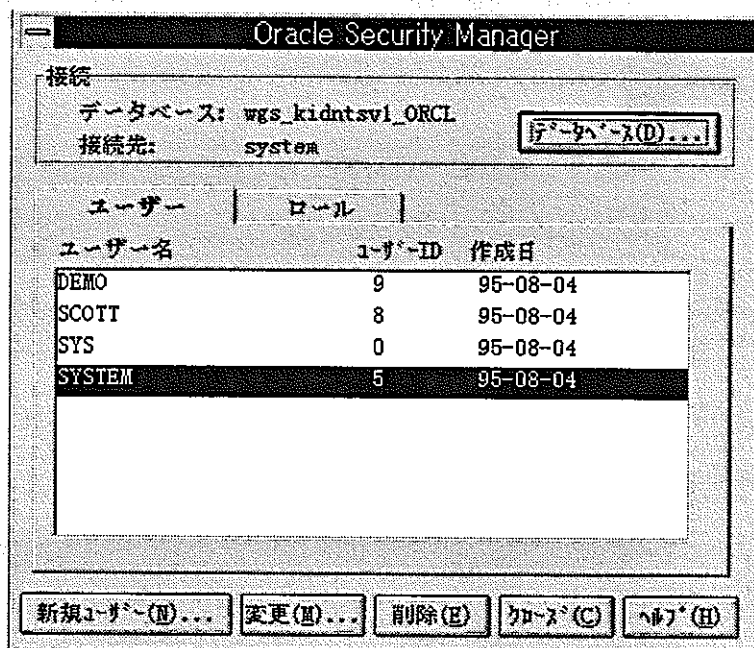 Oracle Security Manager
接続
データベース: wgs_kidntsv1_ORCL
接続先: system
ﾃﾞｰﾀﾍﾞｰｽ(D)...
ユーザー ロール
ユーザー名 ﾕｰｻﾞｰID 作成日
DEMO 9 95-08-04
SCOTT 8 95-08-04
SYS 0 95-08-04
SYSTEM 5 95-08-04
新規ﾕｰｻﾞｰ(N)... 変更(M)... 削除(E) ｸﾛｰｽﾞ(C) ﾍﾙﾌﾟ(H)